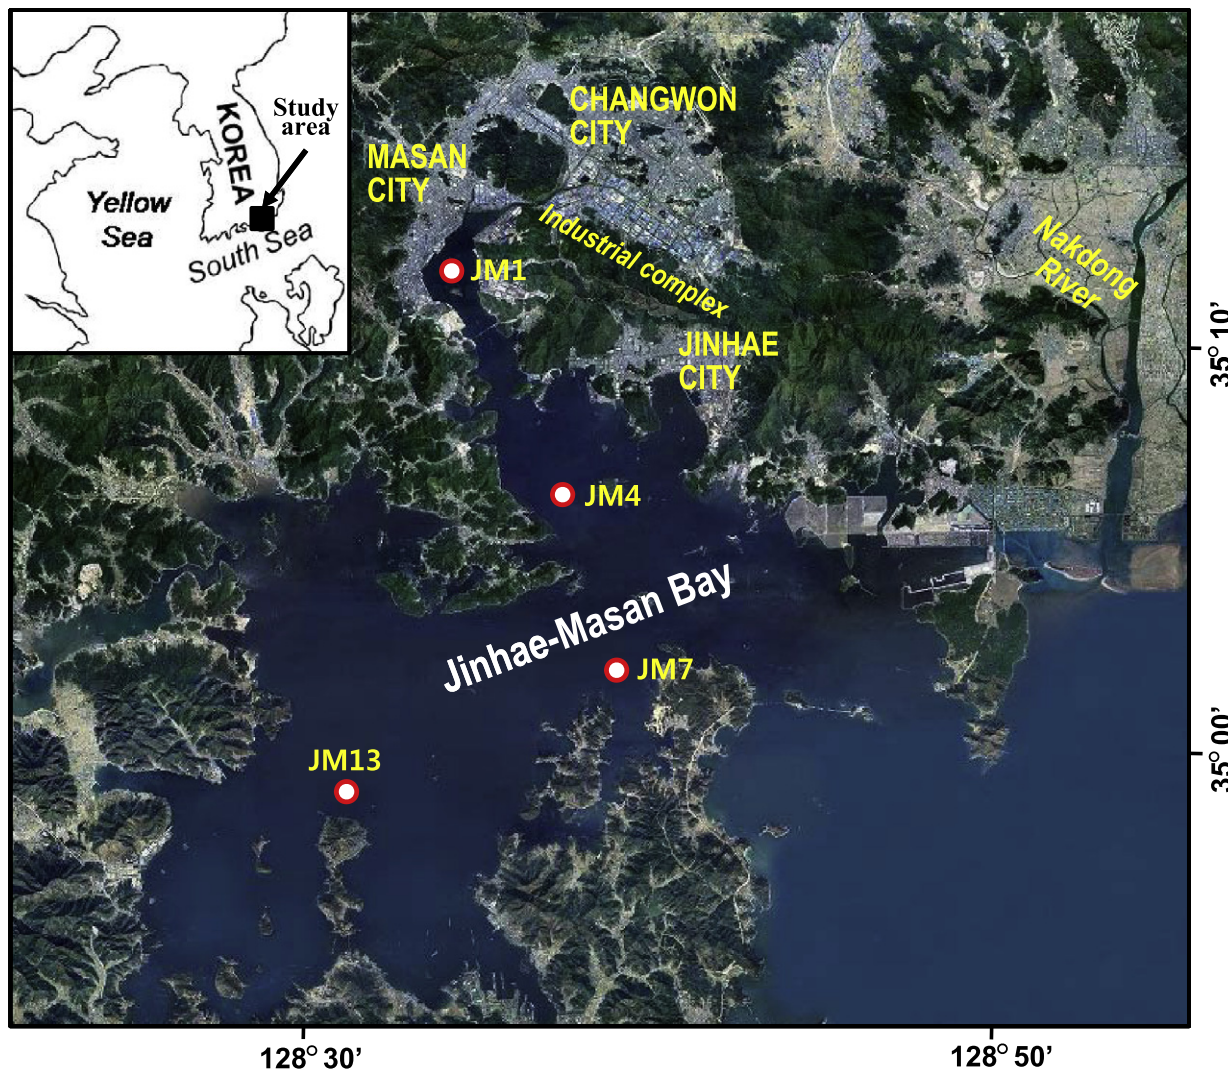 KOREA
Study
area
Yellow
Sea
South Sea
CHANGWON
CITY
MASAN
CITY
Industrial complex
Nakdong
River
JM1
JINHAE
CITY
35° 10'
JM4
Jinhae-Masan Bay
JM7
35° 00'
JM13
128° 30'
128° 50'